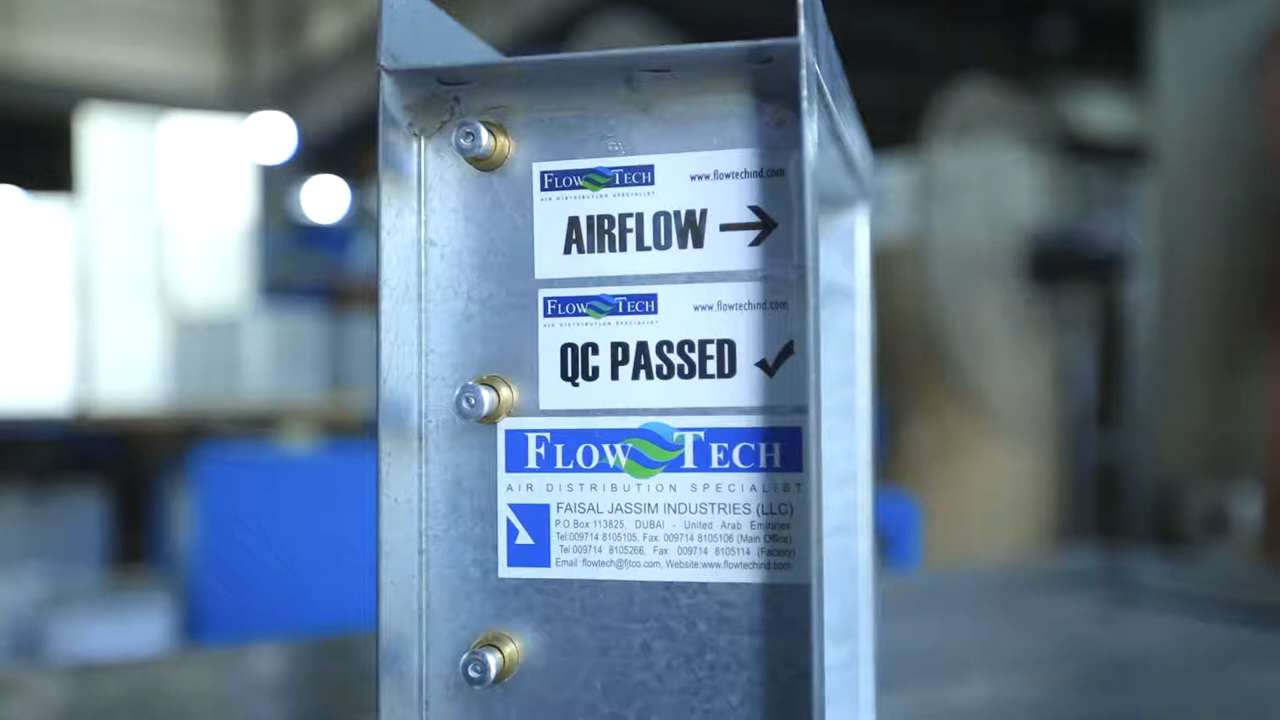 FLOW TECH www.flowtechind.com
AIR DISTRIBUTION SPECIALIST
AIRFLOW →
FLOW TECH www.flowtechind.com
AIR DISTRIBUTION SPECIALIST
QC PASSED ✓
FLOW TECH
AIR DISTRIBUTION SPECIALIST
FAISAL JASSIM INDUSTRIES (LLC)
P.O.Box 113825, DUBAI - United Arab Emirates
Tel:009714 8105105, Fax: 009714 8105106 (Main Office)
Tel:009714 8105266, Fax: 009714 8105114 (Factory)
Email :flowtech@fjtco.com, Website:www.flowtechind.com